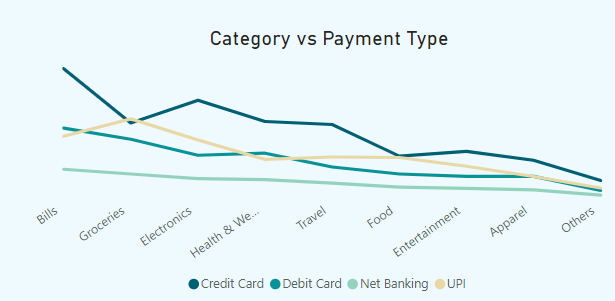 Category vs Payment Type
Bills
Groceries
Electronics
Health & We...
Travel
Food
Entertainment
Apparel
Others
Credit Card Debit Card Net Banking UPI